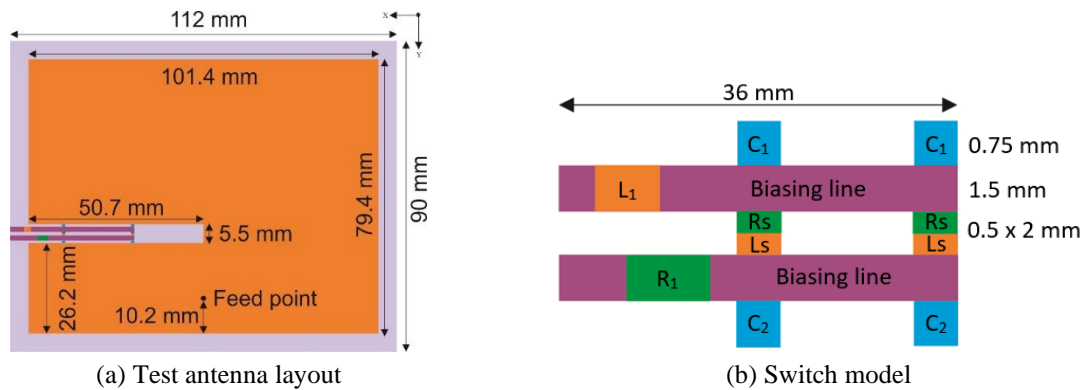 112 mm
X
Y
101.4 mm
79.4 mm
90 mm
50.7 mm
5.5 mm
26.2 mm
Feed point
10.2 mm
(a) Test antenna layout
36 mm
C1 C1 0.75 mm
L1 Biasing line 1.5 mm
Rs Rs
0.5 x 2 mm
Ls Ls
R1 Biasing line
C2 C2
(b) Switch model